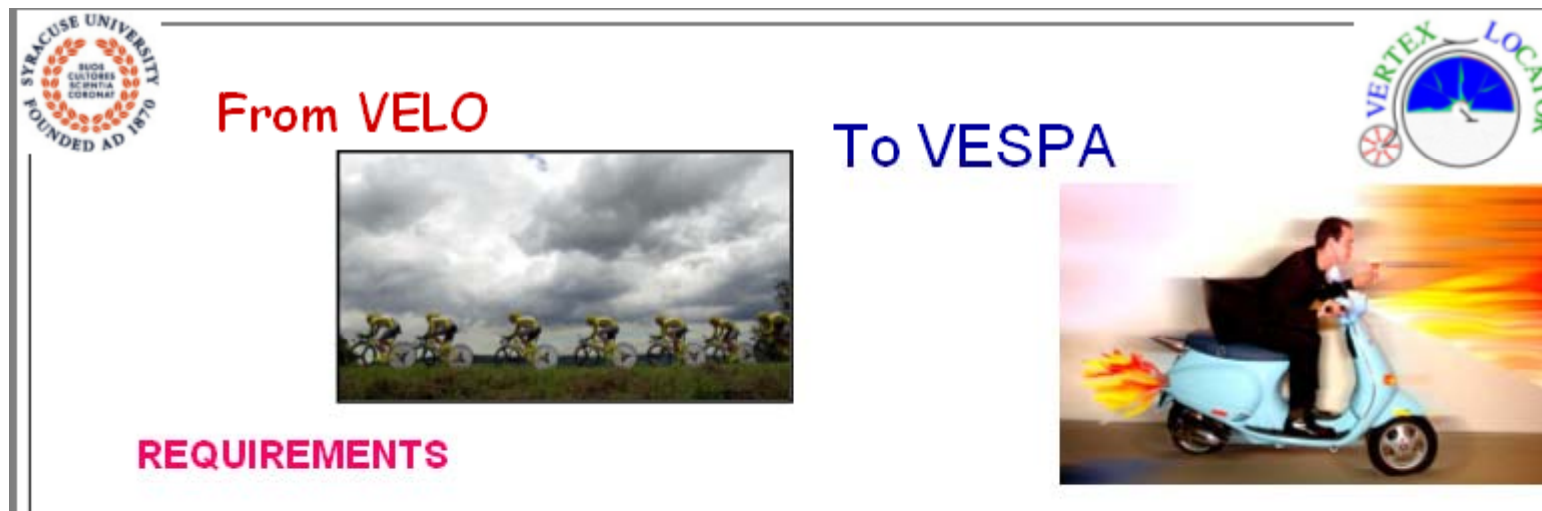 SYRACUSE UNIVERSITY
FOUNDED AD 1870
SUOS
CULTORES
SCIENTIA
CORONAT
From VELO
To VESPA
VERTEX LOCATOR
REQUIREMENTS